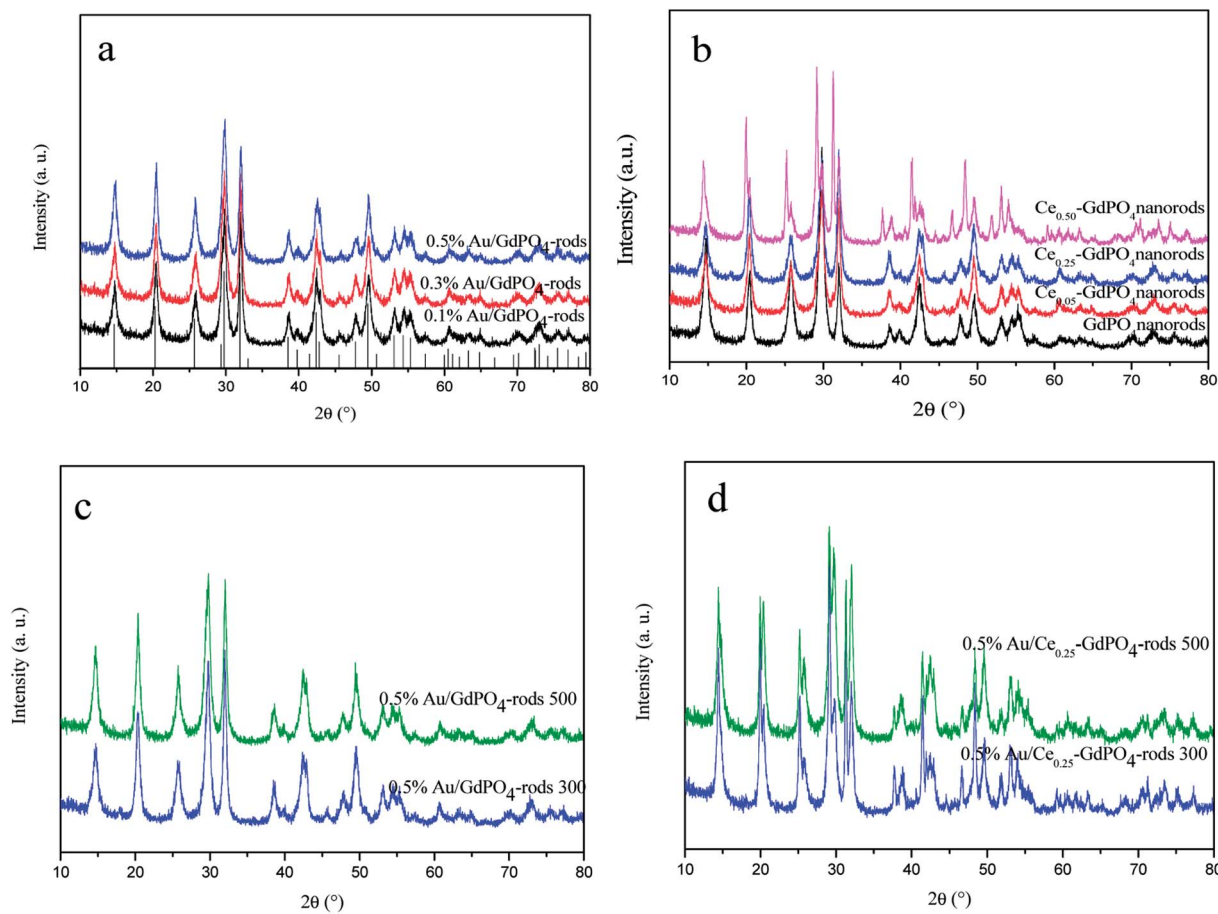 a
Intensity (a. u.)
0.5% Au/GdPO4-rods
0.3% Au/GdPO4-rods
0.1% Au/GdPO4-rods
10 20 30 40 50 60 70 80
2θ (°)
b
Intensity (a.u.)
Ce0.50-GdPO4nanorods
Ce0.25-GdPO4nanorods
Ce0.05-GdPO4nanorods
GdPO4nanorods
10 20 30 40 50 60 70 80
2θ (°)
c
Intensity (a. u.)
0.5% Au/GdPO4-rods 500
0.5% Au/GdPO4-rods 300
10 20 30 40 50 60 70 80
2θ (°)
d
Intensity (a. u.)
0.5% Au/Ce0.25-GdPO4-rods 500
0.5% Au/Ce0.25-GdPO4-rods 300
10 20 30 40 50 60 70 80
2θ (°)